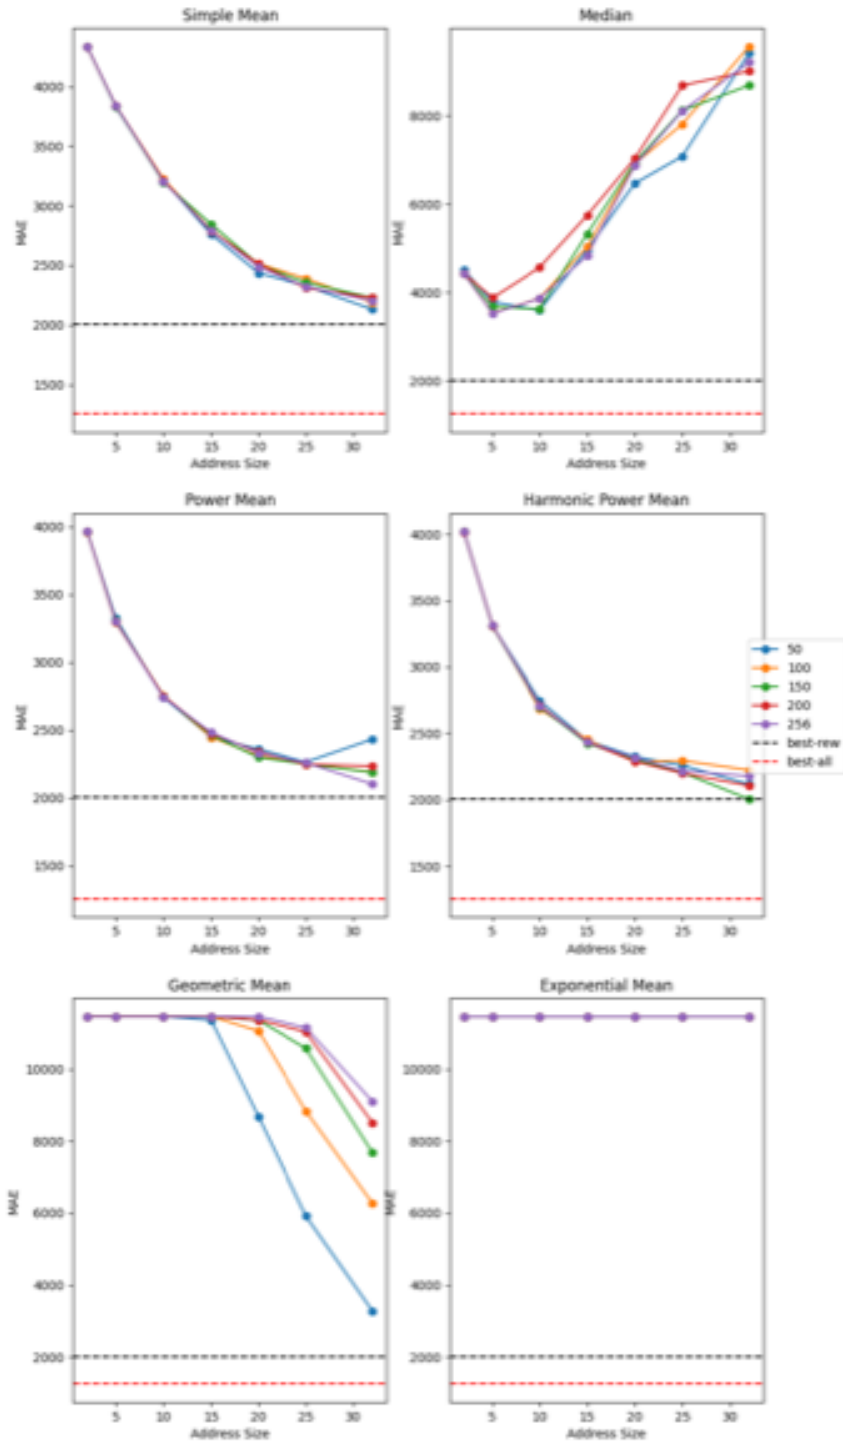 Simple Mean
Median
MAE
4000
3500
3000
2500
2000
1500
5 10 15 20 25 30
Address Size
MAE
8000
6000
4000
2000
5 10 15 20 25 30
Address Size
Power Mean
Harmonic Power Mean
MAE
4000
3500
3000
2500
2000
1500
5 10 15 20 25 30
Address Size
MAE
4000
3500
3000
2500
2000
1500
5 10 15 20 25 30
Address Size
50
100
150
200
256
best-rew
best-all
Geometric Mean
Exponential Mean
MAE
10000
8000
6000
4000
2000
5 10 15 20 25 30
Address Size
MAE
10000
8000
6000
4000
2000
5 10 15 20 25 30
Address Size